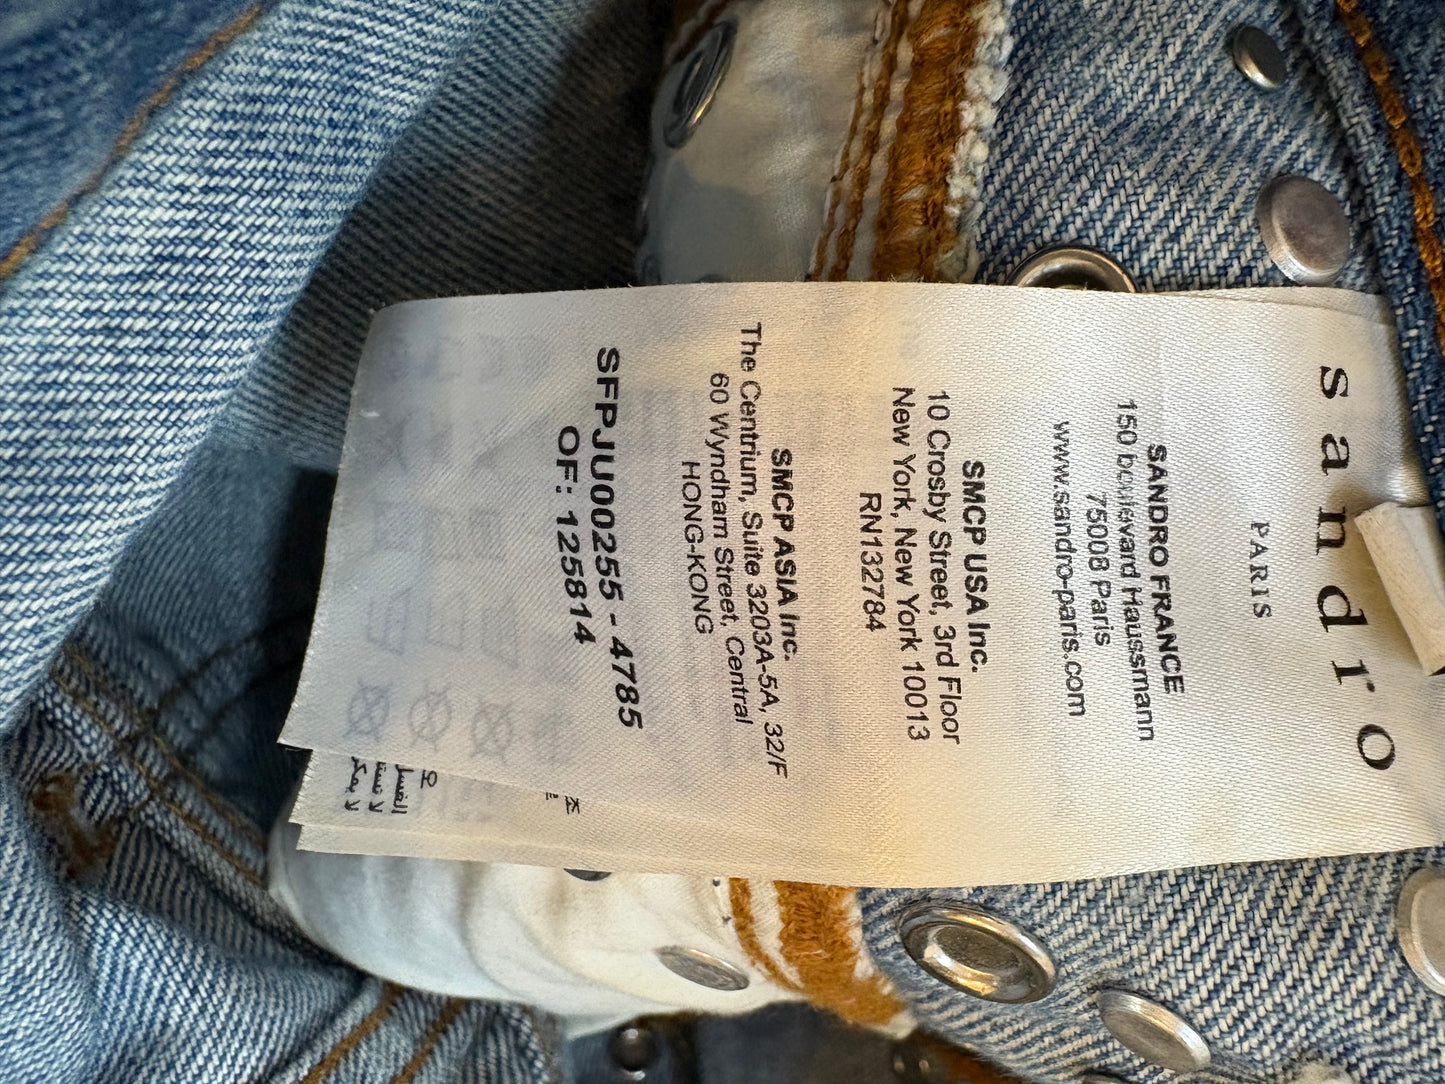 sandro
PARIS
SANDRO FRANCE
150 boulevard Haussmann
75008 Paris
www.sandro-paris.com
SMCP USA Inc.
10 Crosby Street, 3rd Floor
New York, New York 10013
RN132784
SMCP ASIA Inc.
The Centrium, Suite 3203A-5A, 32/F
60 Wyndham Street, Central
HONG-KONG
SFPJU00255 - 4785
OF: 125814